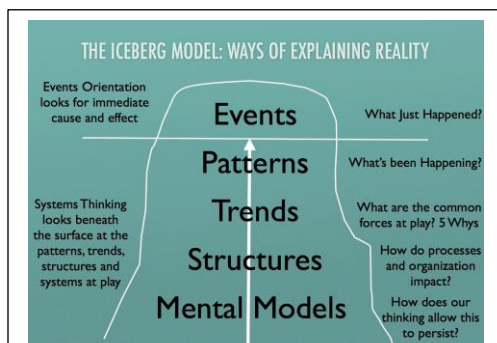 THE ICEBERG MODEL: WAYS OF EXPLAINING REALITY
Events Orientation
looks for immediate
cause and effect
Events
What Just Happened?
Patterns
What's been Happening?
Systems Thinking
looks beneath
the surface at the
patterns, trends,
structures and
systems at play
Trends
What are the common
forces at play? 5 Whys
Structures
How do processes
and organization
impact?
Mental Models
How does our
thinking allow this
to persist?